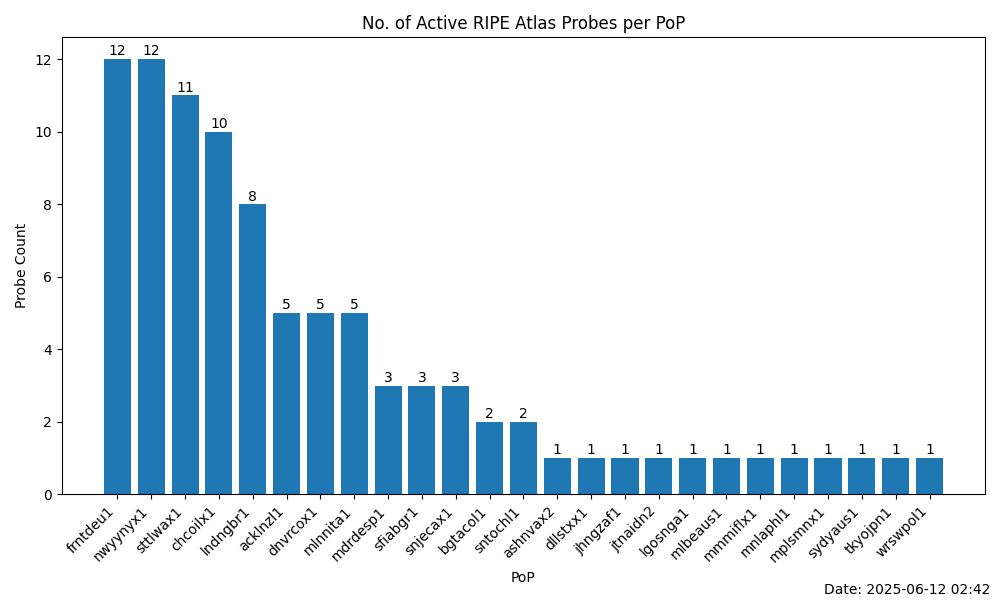 No. of Active RIPE Atlas Probes per PoP
12 12 11 10 8 5 5 5 3 3 3 2 2 1 1 1 1 1 1 1 1 1 1 1 1
12
10
8
6
4
2
0
Probe Count
frntdeu1 nwyynyx1 sttlwax1 chcoilx1 lndngbr1 acklnzl1 dnvrcox1 mlnnita1 mdrdesp1 sfiabgr1 snjecax1 bgtacol1 sntochl1 ashnvax2 dllstxx1 jhngzaf1 jtnaidn2 lgosnga1 mlbeaus1 mmmiflx1 mnlaphl1 mplsmnx1 sydyaus1 tkyojpn1 wrswpol1
PoP
Date: 2025-06-12 02:42